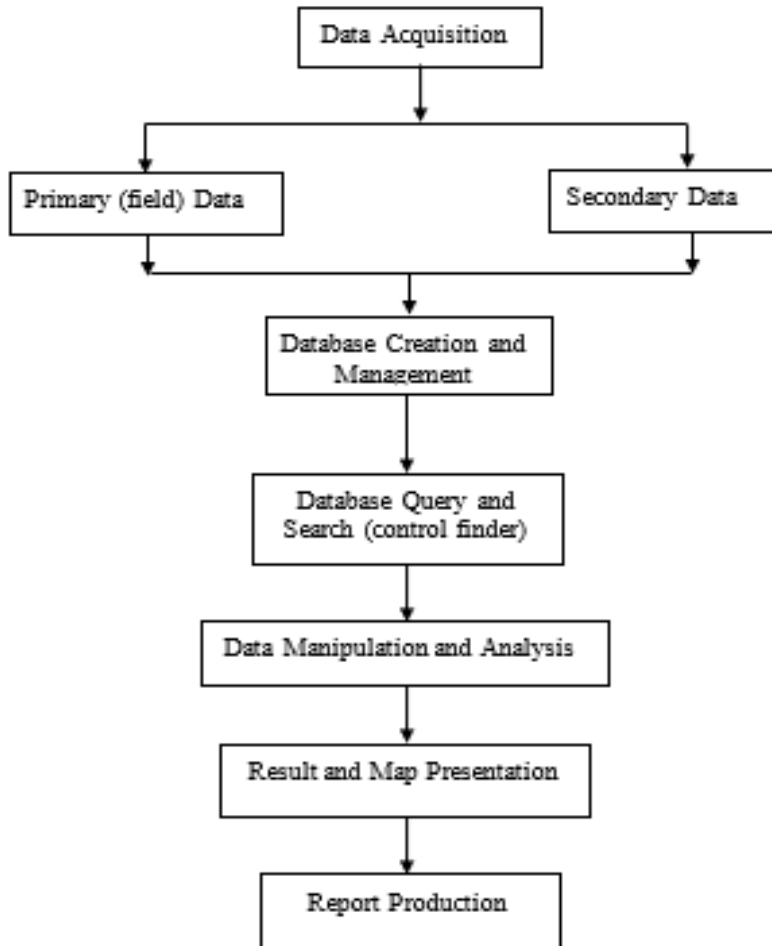 Data Acquisition
Primary (field) Data
Secondary Data
Database Creation and
Management
Database Query and
Search (control finder)
Data Manipulation and Analysis
Result and Map Presentation
Report Production